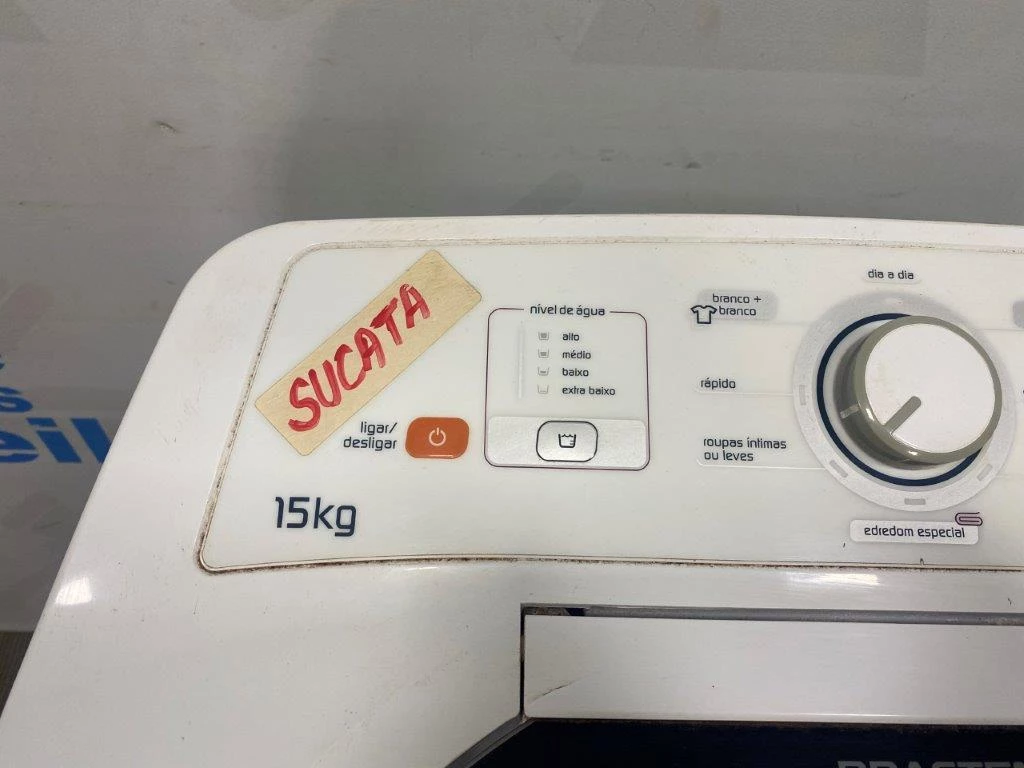 SUCATA
ligar/
desligar
15kg
nível de água
alto
médio
baixo
extra baixo
dia a dia
branco +
branco
rápido
roupas íntimas
ou leves
edredom especial